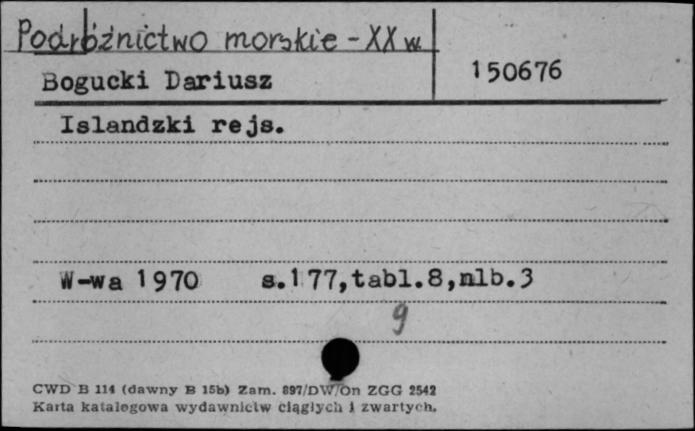 Podróżnictwo morskie - XX w.
Bogucki Dariusz
150676
Islandzki rejs.
W-wa 1970 s.177,tabl.8,nlb.3
9
CWD B 114 (dawny B 15b) Zam. 897/DW/On ZGG 2542
Karta katalogowa wydawnictw ciągłych i zwartych.